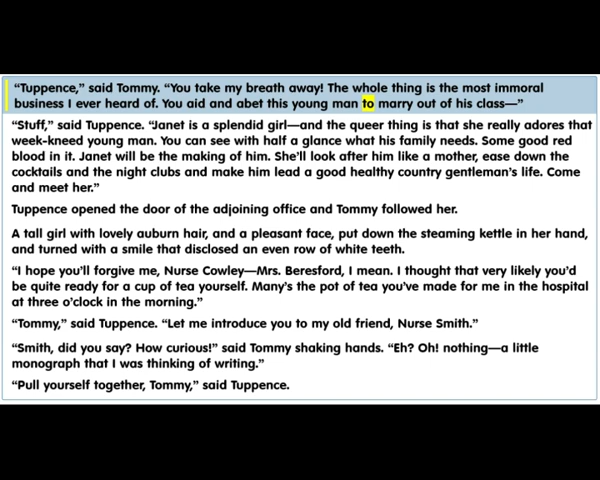 “Tuppence,” said Tommy. “You take my breath away! The whole thing is the most immoral
business I ever heard of. You aid and abet this young man to marry out of his class—”
“Stuff,” said Tuppence. “Janet is a splendid girl—and the queer thing is that she really adores that
week-kneed young man. You can see with half a glance what his family needs. Some good red
blood in it. Janet will be the making of him. She’ll look after him like a mother, ease down the
cocktails and the night clubs and make him lead a good healthy country gentleman’s life. Come
and meet her.”
Tuppence opened the door of the adjoining office and Tommy followed her.
A tall girl with lovely auburn hair, and a pleasant face, put down the steaming kettle in her hand,
and turned with a smile that disclosed an even row of white teeth.
“I hope you’ll forgive me, Nurse Cowley—Mrs. Beresford, I mean. I thought that very likely you’d
be quite ready for a cup of tea yourself. Many’s the pot of tea you’ve made for me in the hospital
at three o’clock in the morning.”
“Tommy,” said Tuppence. “Let me introduce you to my old friend, Nurse Smith.”
“Smith, did you say? How curious!” said Tommy shaking hands. “Eh? Oh! nothing—a little
monograph that I was thinking of writing.”
“Pull yourself together, Tommy,” said Tuppence.